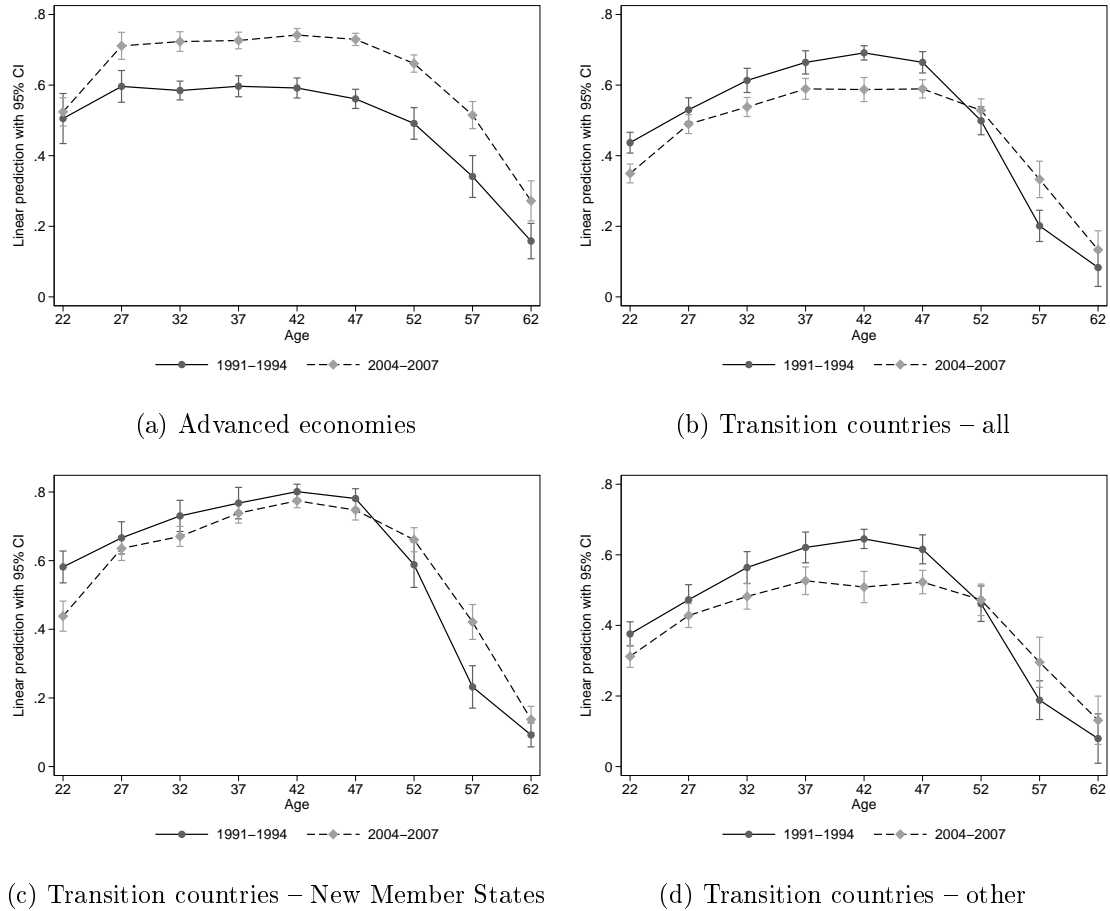 Linear prediction with 95% CI
.8
.6
.4
.2
0
22 27 32 37 42 47 52 57 62
Age
1991–1994 2004–2007
(a) Advanced economies
Linear prediction with 95% CI
.8
.6
.4
.2
0
22 27 32 37 42 47 52 57 62
Age
1991–1994 2004–2007
(b) Transition countries – all
Linear prediction with 95% CI
.8
.6
.4
.2
0
22 27 32 37 42 47 52 57 62
Age
1991–1994 2004–2007
(c) Transition countries – New Member States
Linear prediction with 95% CI
.8
.6
.4
.2
0
22 27 32 37 42 47 52 57 62
Age
1991–1994 2004–2007
(d) Transition countries – other